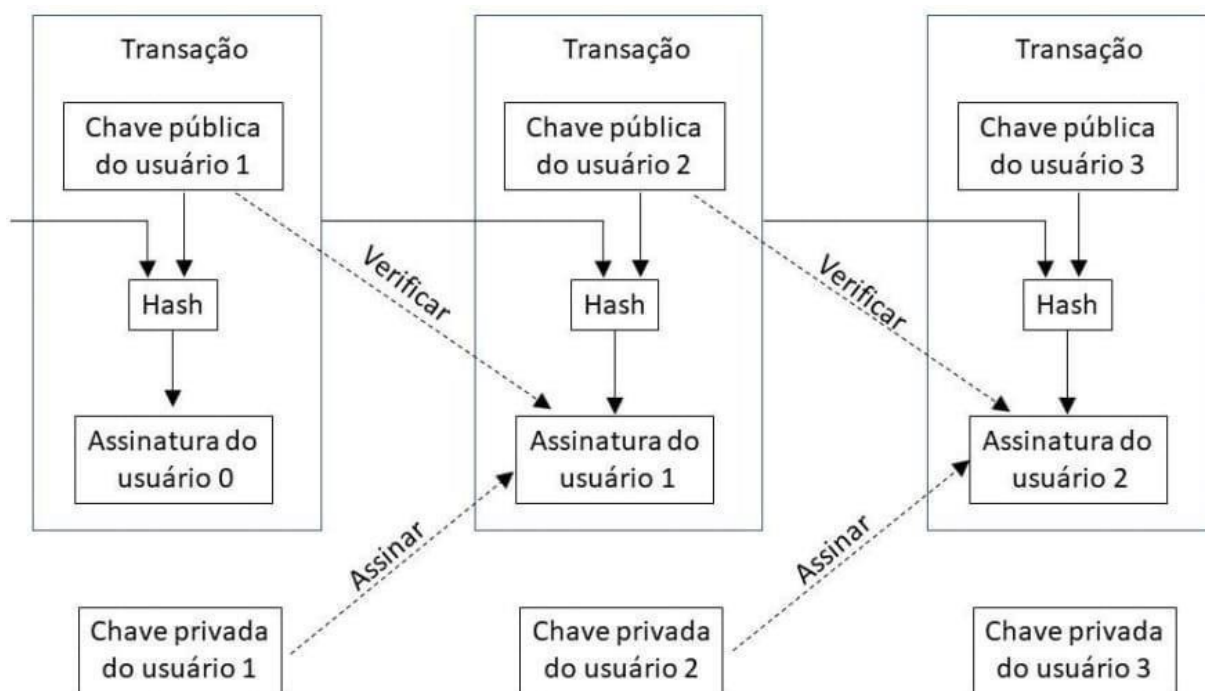 Transação
Chave pública
do usuário 1
Hash
Assinatura do
usuário 0
Chave privada
do usuário 1
Verificar
Assinar
Transação
Chave pública
do usuário 2
Hash
Assinatura do
usuário 1
Chave privada
do usuário 2
Verificar
Assinar
Transação
Chave pública
do usuário 3
Hash
Assinatura do
usuário 2
Chave privada
do usuário 3